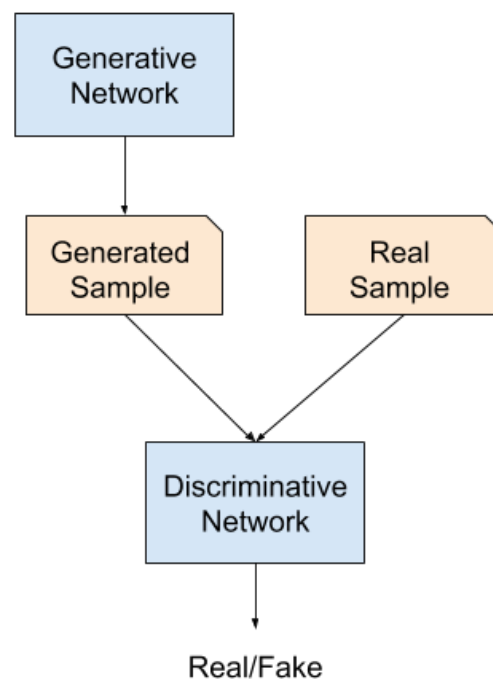 Generative
Network
Generated
Sample
Real
Sample
Discriminative
Network
Real/Fake